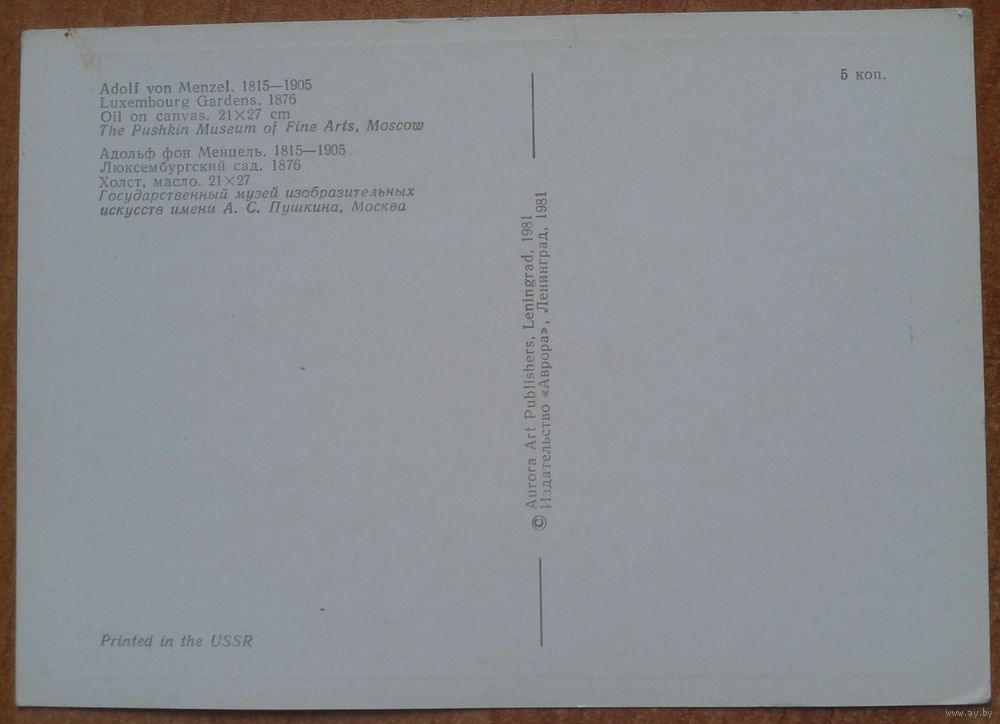 Adolf von Menzel. 1815—1905
Luxembourg Gardens. 1876
Oil on canvas. 21×27 cm
The Pushkin Museum of Fine Arts, Moscow
Адольф фон Менцель. 1815—1905
Люксембургский сад. 1876
Холст, масло. 21×27
Государственный музей изобразительных
искусств имени А. С. Пушкина, Москва
Printed in the USSR
© Aurora Art Publishers, Leningrad, 1981
Издательство «Аврора», Ленинград, 1981
5 коп.
www.ay.by